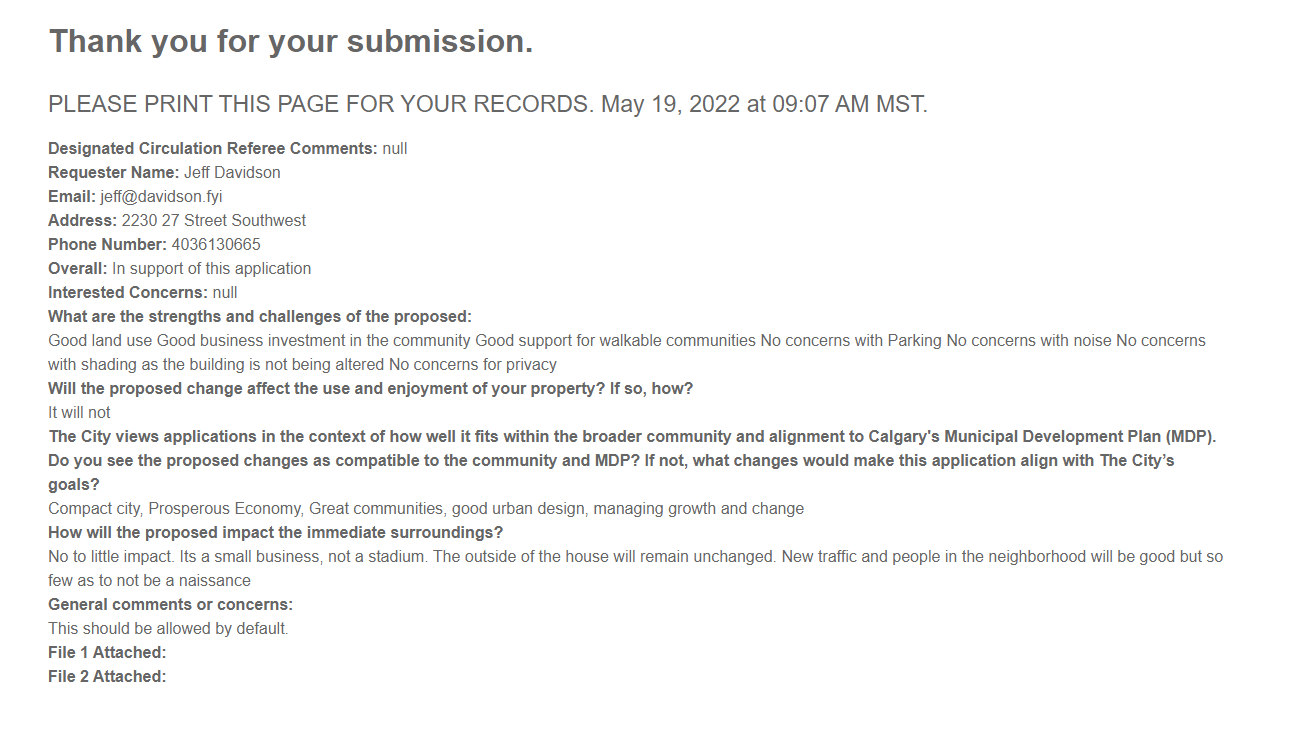 Thank you for your submission.
PLEASE PRINT THIS PAGE FOR YOUR RECORDS. May 19, 2022 at 09:07 AM MST.
Designated Circulation Referee Comments: null
Requester Name: Jeff Davidson
Email: jeff@davidson.fyi
Address: 2230 27 Street Southwest
Phone Number: 4036130665
Overall: In support of this application
Interested Concerns: null
What are the strengths and challenges of the proposed:
Good land use Good business investment in the community Good support for walkable communities No concerns with Parking No concerns with noise No concerns
with shading as the building is not being altered No concerns for privacy
Will the proposed change affect the use and enjoyment of your property? If so, how?
It will not
The City views applications in the context of how well it fits within the broader community and alignment to Calgary's Municipal Development Plan (MDP).
Do you see the proposed changes as compatible to the community and MDP? If not, what changes would make this application align with The City’s
goals?
Compact city, Prosperous Economy, Great communities, good urban design, managing growth and change
How will the proposed impact the immediate surroundings?
No to little impact. Its a small business, not a stadium. The outside of the house will remain unchanged. New traffic and people in the neighborhood will be good but so
few as to not be a naissance
General comments or concerns:
This should be allowed by default.
File 1 Attached:
File 2 Attached: